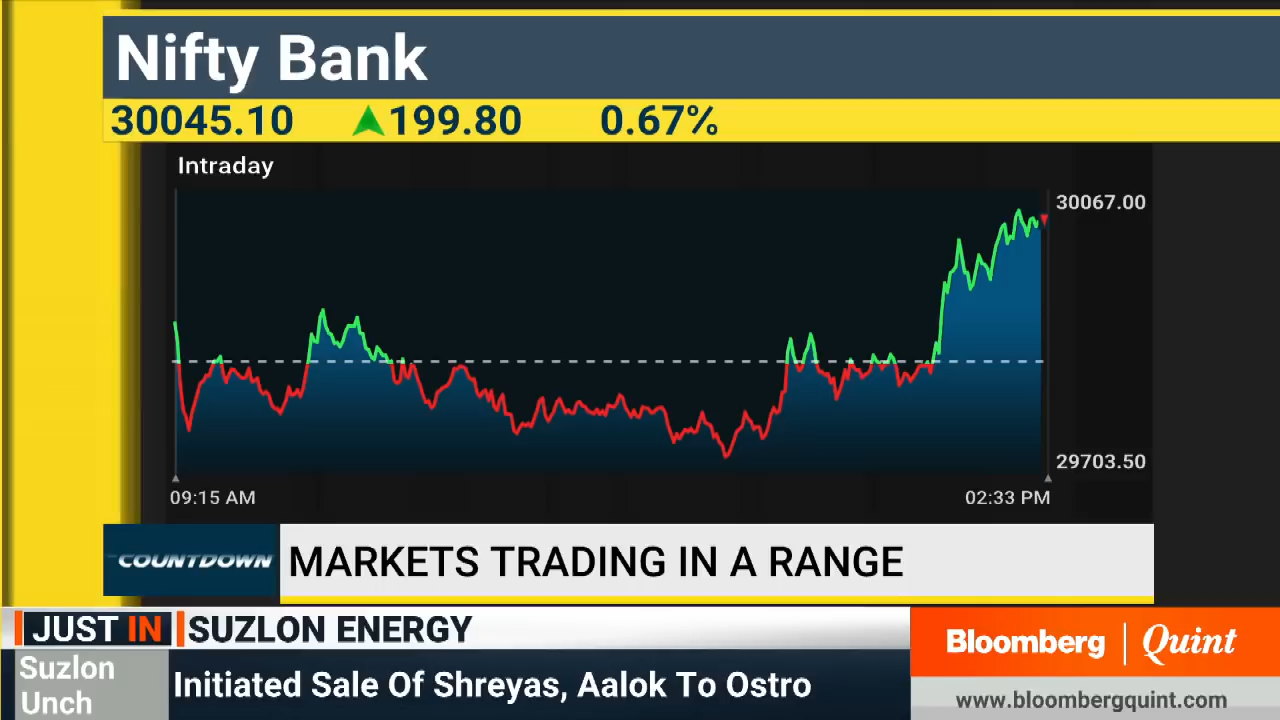 Nifty Bank
30045.10 ▲ 199.80 0.67%
Intraday
30067.00
29703.50
09:15 AM 02:33 PM
COUNTDOWN MARKETS TRADING IN A RANGE
JUST IN SUZLON ENERGY
Suzlon
Unch
Initiated Sale Of Shreyas, Aalok To Ostro
Bloomberg | Quint
www.bloombergquint.com